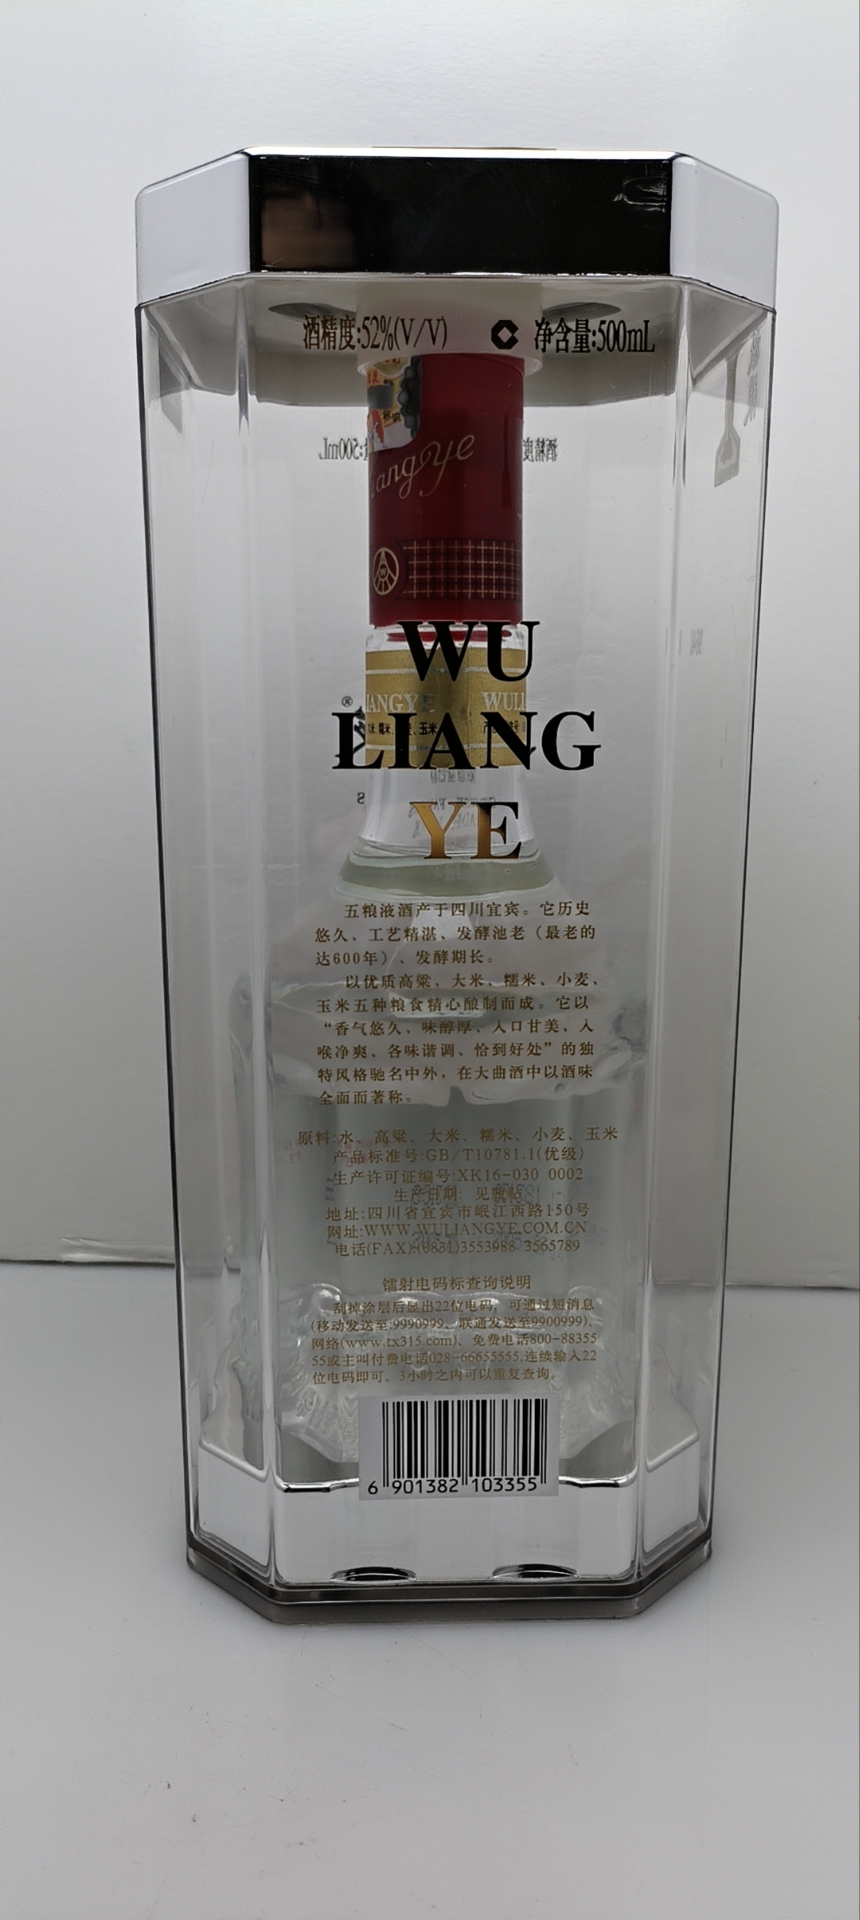 酒精度:52%(V/V) 净含量:500mL
iangye
WU
IANGYE WULI
®
LIANG
YE
五粮液酒产于四川宜宾。它历史
悠久、工艺精湛、发酵池老（最老的
达600年）、发酵期长。
以优质高粱、大米、糯米、小麦、
玉米五种粮食精心酿制而成。它以
“香气悠久、味醇厚、入口甘美、入
喉净爽、各味谐调、恰到好处”的独
特风格驰名中外，在大曲酒中以酒味
全面而著称。
原料:水、高粱、大米、糯米、小麦、玉米
产品标准号:GB/T10781.1(优级)
生产许可证编号:XK16-030 0002
生产日期: 见瓶帖
地址:四川省宜宾市岷江西路150号
网址:WWW.WULIANGYE.COM.CN
电话(FAX):(0831)3553988 3565789
镭射电码标查询说明
刮掉涂层后显出22位电码，可通过短消息
(移动发送至:9990999、联通发送至9900999)、
网络(www.tx315.com)、免费电话800-88355
55或主叫付费电话028-66655555,连续输入22
位电码即可。3小时之内可以重复查询。
6 901382 103355